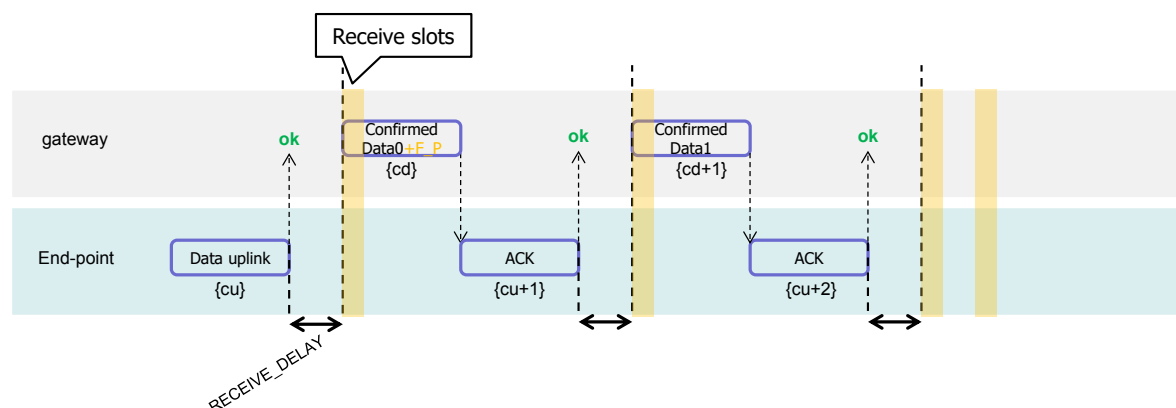 Receive slots
gateway
ok
Confirmed
Data0+F_P
{cd}
ok
Confirmed
Data1
{cd+1}
ok
End-point
Data uplink
{cu}
ACK
{cu+1}
ACK
{cu+2}
RECEIVE_DELAY